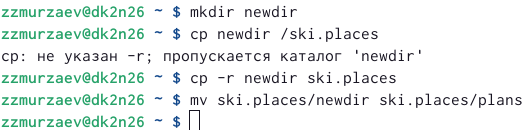 zzmurzaev@dk2n26 ~ $ mkdir newdir
zzmurzaev@dk2n26 ~ $ cp newdir /ski.places
cp: не указан -r; пропускается каталог 'newdir'
zzmurzaev@dk2n26 ~ $ cp -r newdir ski.places
zzmurzaev@dk2n26 ~ $ mv ski.places/newdir ski.places/plans
zzmurzaev@dk2n26 ~ $